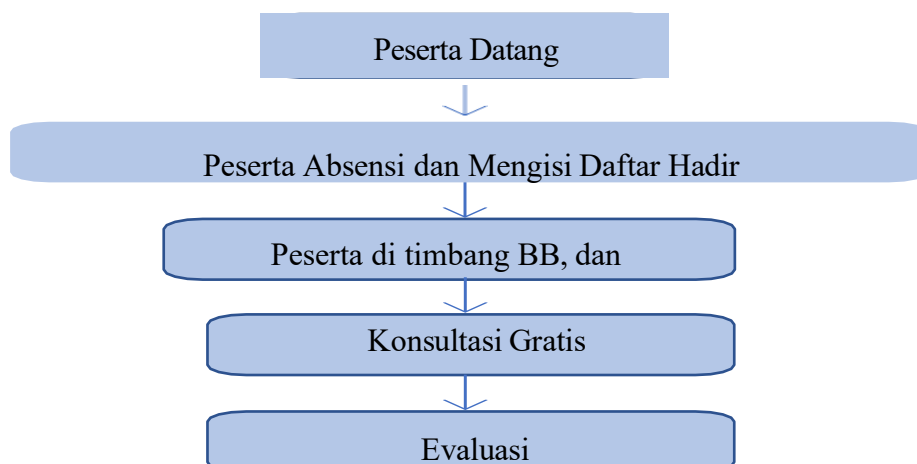 Peserta Datang
Peserta Absensi dan Mengisi Daftar Hadir
Peserta di timbang BB, dan
Konsultasi Gratis
Evaluasi